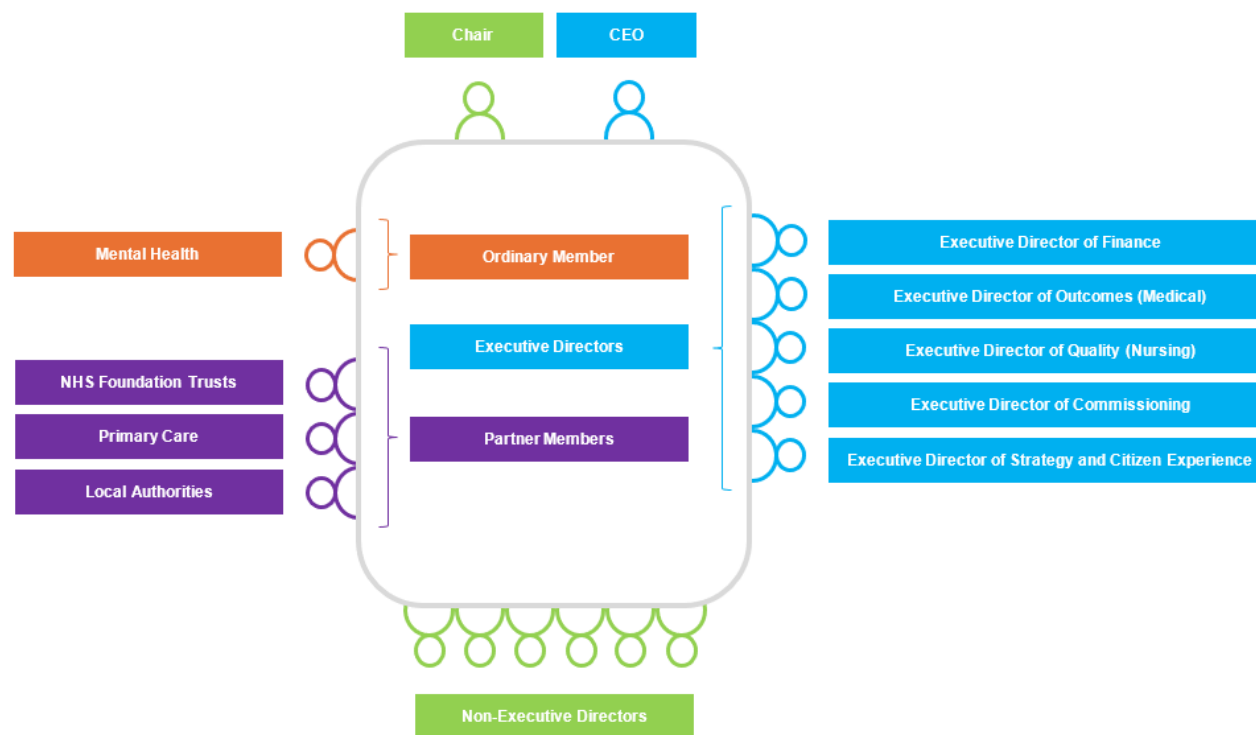 Chair
CEO
Mental Health
Ordinary Member
Executive Director of Finance
Executive Director of Outcomes (Medical)
Executive Directors
Executive Director of Quality (Nursing)
NHS Foundation Trusts
Executive Director of Commissioning
Primary Care
Partner Members
Executive Director of Strategy and Citizen Experience
Local Authorities
Non-Executive Directors